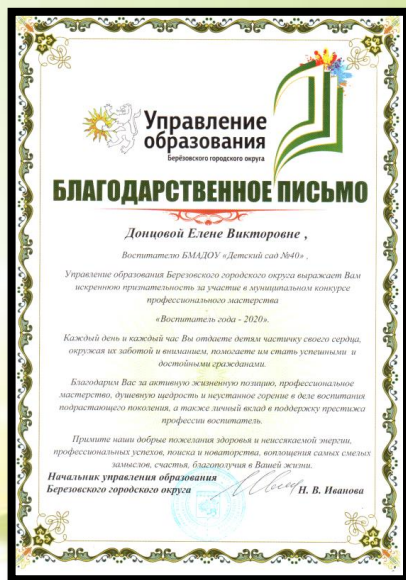 Управление
образования
Берёзовского городского округа
БЛАГОДАРСТВЕННОЕ ПИСЬМО
Донцовой Елене Викторовне ,
Воспитателю БМАДОУ «Детский сад №40» ,
Управление образования Березовского городского округа выражает Вам
искреннюю признательность за участие в муниципальном конкурсе
профессионального мастерства
«Воспитатель года - 2020».
Каждый день и каждый час Вы отдаете детям частичку своего сердца,
окружая их заботой и вниманием, помогаете им стать успешными и
достойными гражданами.
Благодарим Вас за активную жизненную позицию, профессиональное
мастерство, душевную щедрость и неустанное горение в деле воспитания
подрастающего поколения, а также личный вклад в поддержку престижа
профессии воспитатель.
Примите наши добрые пожелания здоровья и неиссякаемой энергии,
профессиональных успехов, поиска и новаторства, воплощения самых смелых
замыслов, счастья, благополучия в Вашей жизни.
Начальник управления образования
Березовского городского округа Н. В. Иванова